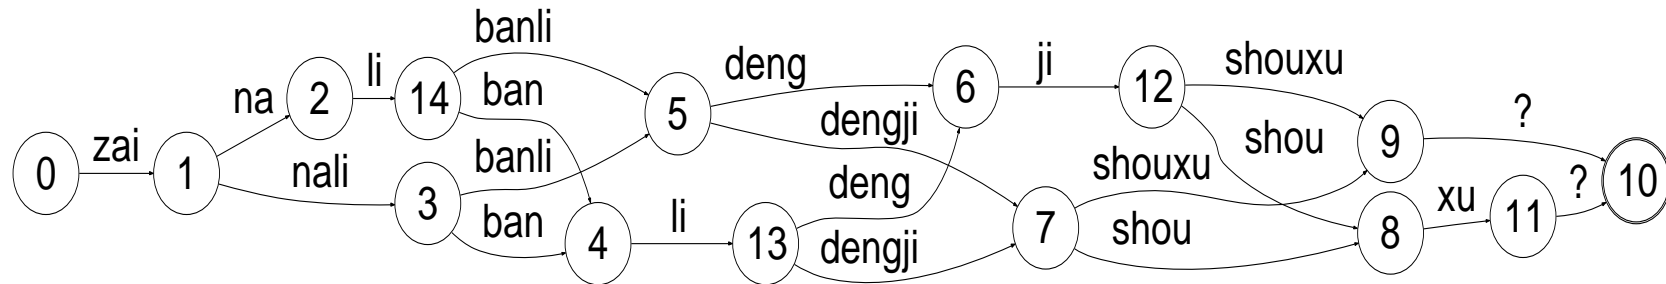 0 zai 1
na 2 li 14
nali 3
banli
ban
banli
ban
5
4 li 13
deng
dengji
deng
dengji
6 ji 12
7
shouxu
shou
shouxu
shou
9 ?
8 xu 11 ?
10